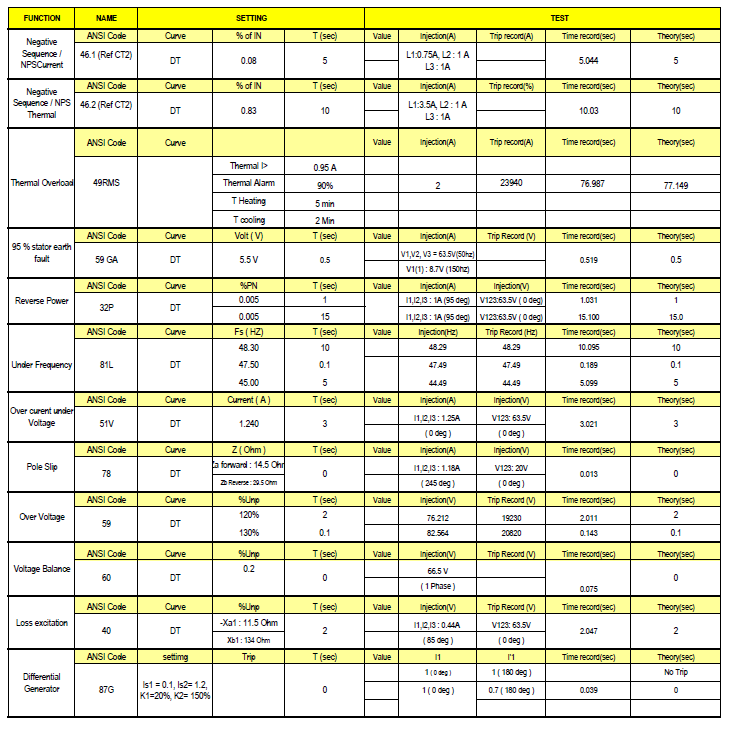 FUNCTION NAME SETTING TEST
Negative Sequence / NPSCurrent ANSI Code Curve % of IN T (sec) Value Injection(A) Trip record(A) Time record(sec) Theory(sec)
46.1 (Ref CT2) DT 0.08 5 L1:0.75A, L2 : 1 A L3 : 1A 5.044 5
Negative Sequence / NPS Thermal ANSI Code Curve % of IN T (sec) Value Injection(A) Trip record(%) Time record(sec) Theory(sec)
46.2 (Ref CT2) DT 0.83 10 L1:3.5A, L2 : 1 A L3 : 1A 10.03 10
Thermal Overload ANSI Code Curve Value Injection(A) Trip record(A) Time record(sec) Theory(sec)
49RMS
Thermal I> 0.95 A
Thermal Alarm 90% 2 23940 76.987 77.149
T Heating 5 min
T cooling 2 Min
95 % stator earth fault ANSI Code Curve Volt ( V ) T (sec) Value Injection(A) Trip Record (V) Time record(sec) Theory(sec)
59 GA DT 5.5 V 0.5 V1,V2, V3 = 63.5V(50hz) 0.519 0.5
V1(1) : 8.7V (150hz)
Reverse Power ANSI Code Curve %PN T (sec) Value Injection(A) Injection(V) Time record(sec) Theory(sec)
32P DT 0.005 1 I1,I2,I3 : 1A (95 deg) V123:63.5V ( 0 deg) 1.031 1
0.005 15 I1,I2,I3 : 1A (95 deg) V123:63.5V ( 0 deg) 15.100 15.0
Under Frequency ANSI Code Curve Fs ( HZ) T (sec) Value Injection(Hz) Trip Record (Hz) Time record(sec) Theory(sec)
48.30 10 48.29 48.29 10.095 10
81L DT 47.50 0.1 47.49 47.49 0.189 0.1
45.00 5 44.49 44.49 5.099 5
Over curent under Voltage ANSI Code Curve Current ( A ) T (sec) Value Injection(A) Injection(V) Time record(sec) Theory(sec)
51V DT 1.240 3 I1,I2,I3 : 1.25A V123: 63.5V 3.021 3
( 0 deg ) ( 0 deg )
Pole Slip ANSI Code Curve Z ( Ohm ) T (sec) Value Injection(A) Injection(V) Time record(sec) Theory(sec)
78 DT Za forward : 14.5 Ohm 0 I1,I2,I3 : 1.18A V123: 20V 0.013 0
Zb Reverse : 29.5 Ohm ( 245 deg ) ( 0 deg )
Over Voltage ANSI Code Curve %Unp T (sec) Value Injection(V) Trip Record (V) Time record(sec) Theory(sec)
59 DT 120% 2 76.212 19230 2.011 2
130% 0.1 82.564 20820 0.143 0.1
Voltage Balance ANSI Code Curve %Unp T (sec) Value Injection(V) Trip Record (V) Time record(sec) Theory(sec)
60 DT 0.2 0 66.5 V 0.075 0
( 1 Phase )
Loss excitation ANSI Code Curve %Unp T (sec) Value Injection(V) Trip Record (V) Time record(sec) Theory(sec)
40 DT -Xa1 : 11.5 Ohm 2 I1,I2,I3 : 0.44A V123: 63.5V 2.047 2
Xb1 : 134 Ohm (85 deg ) ( 0 deg )
Differential Generator ANSI Code settimg Trip T (sec) Value I1 I'1 Time record(sec) Theory(sec)
1 ( 0 deg ) 1 ( 180 deg ) No Trip
87G Is1 = 0.1, Is2= 1.2, K1=20%, K2= 150% 0 1 ( 0 deg ) 0.7 ( 180 deg ) 0.039 0